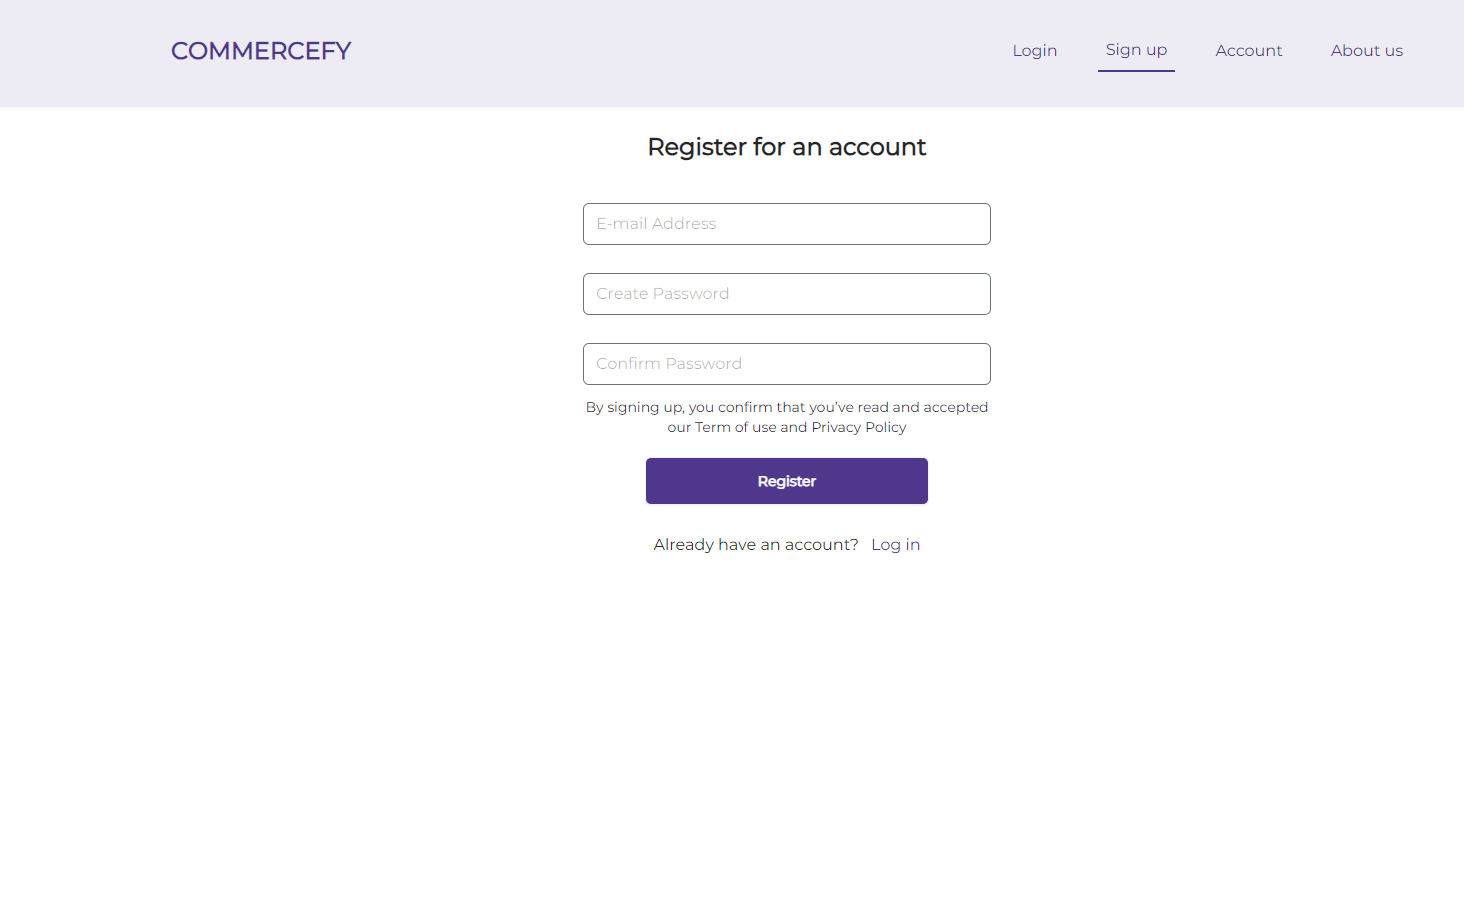 COMMERCEFY
Login Sign up Account About us
Register for an account
E-mail Address
Create Password
Confirm Password
By signing up, you confirm that you’ve read and accepted
our Term of use and Privacy Policy
Register
Already have an account? Log in